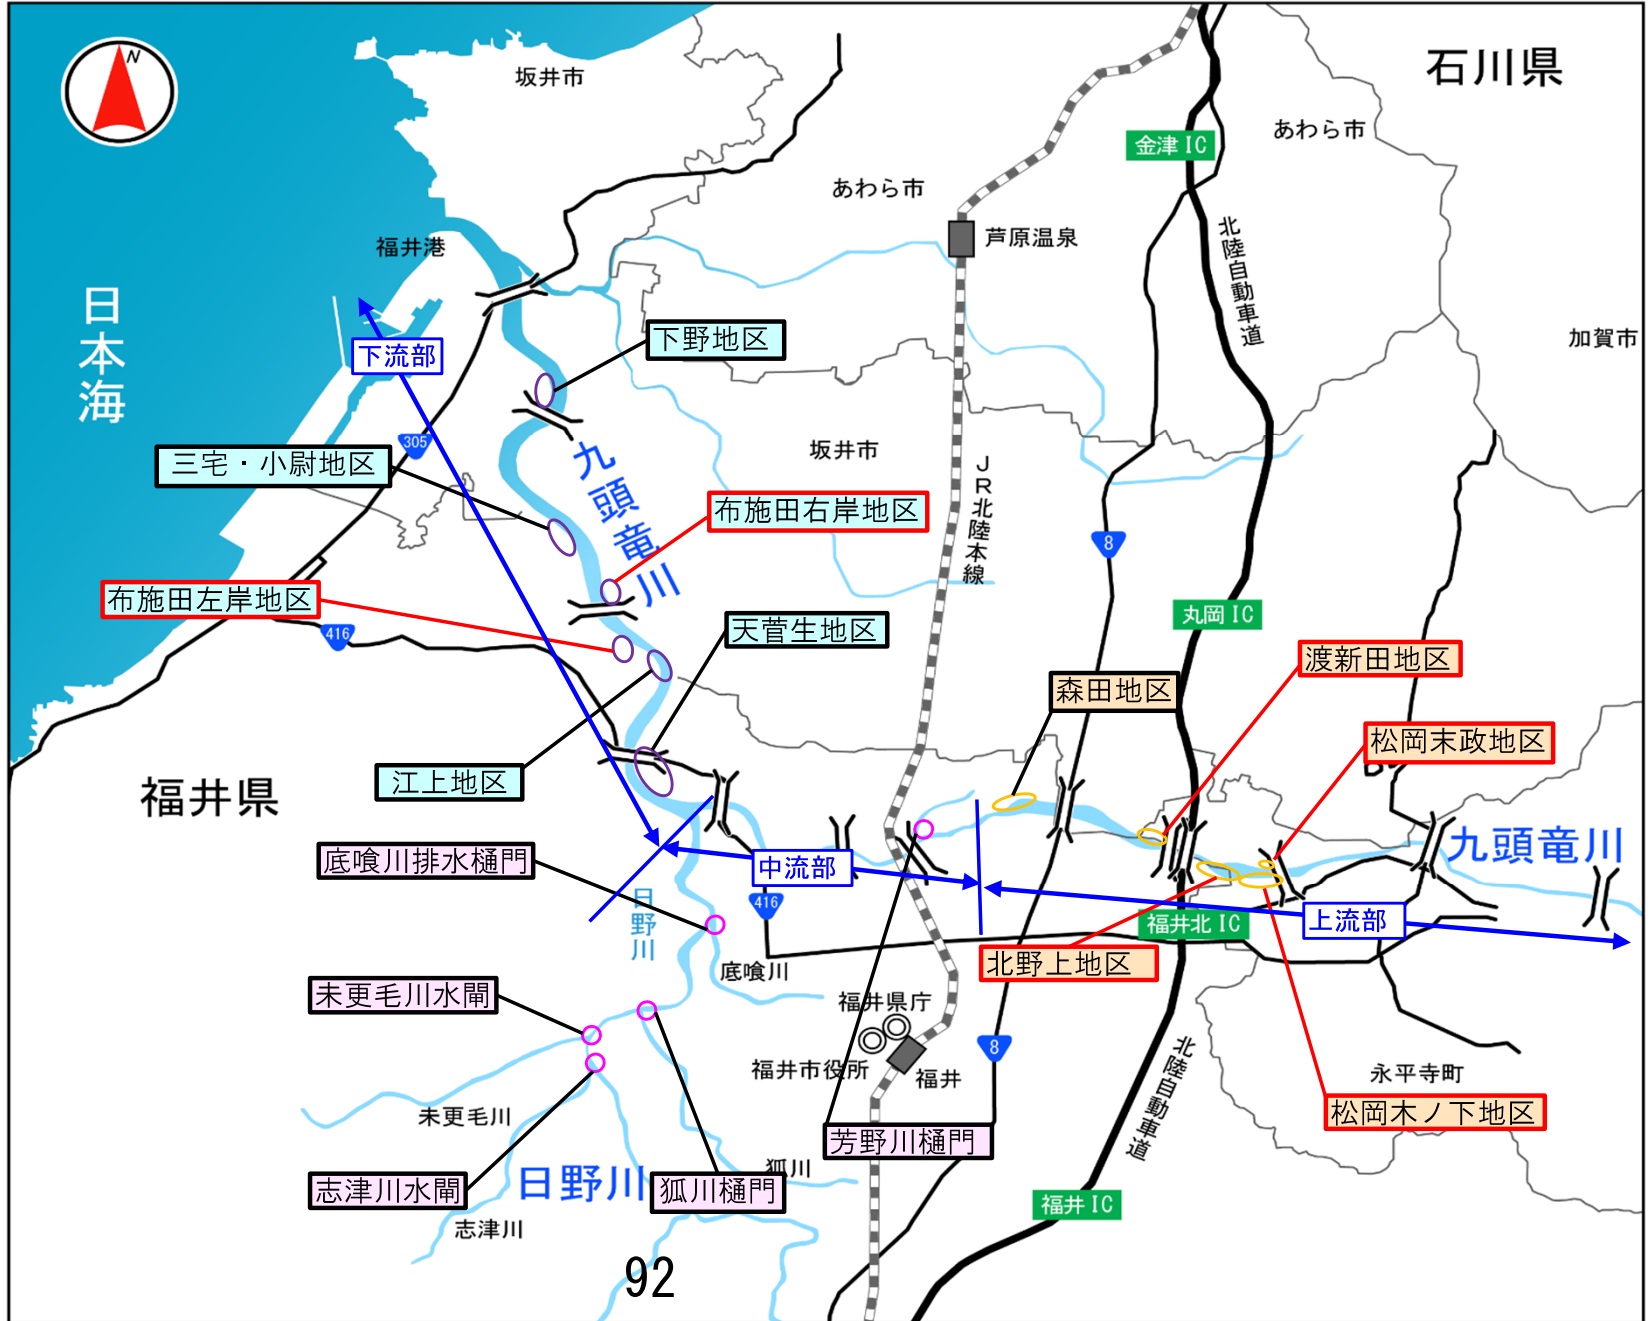 N
坂井市
石川県
金津IC
あわら市
あわら市
北陸自動車道
芦原温泉
福井港
日本海
加賀市
下野地区
下流部
305
三宅・小尉地区
坂井市
九頭竜川
JR北陸本線
布施田右岸地区
8
布施田左岸地区
416
天菅生地区
丸岡IC
渡新田地区
森田地区
松岡末政地区
江上地区
福井県
九頭竜川
底喰川排水樋門
中流部
日野川
416
上流部
福井北IC
北野上地区
底喰川
未更毛川水閘
福井県庁
8
福井市役所
福井
北陸自動車道
永平寺町
未更毛川
松岡木ノ下地区
芳野川樋門
狐川
志津川水閘
日野川
狐川樋門
福井IC
志津川
92